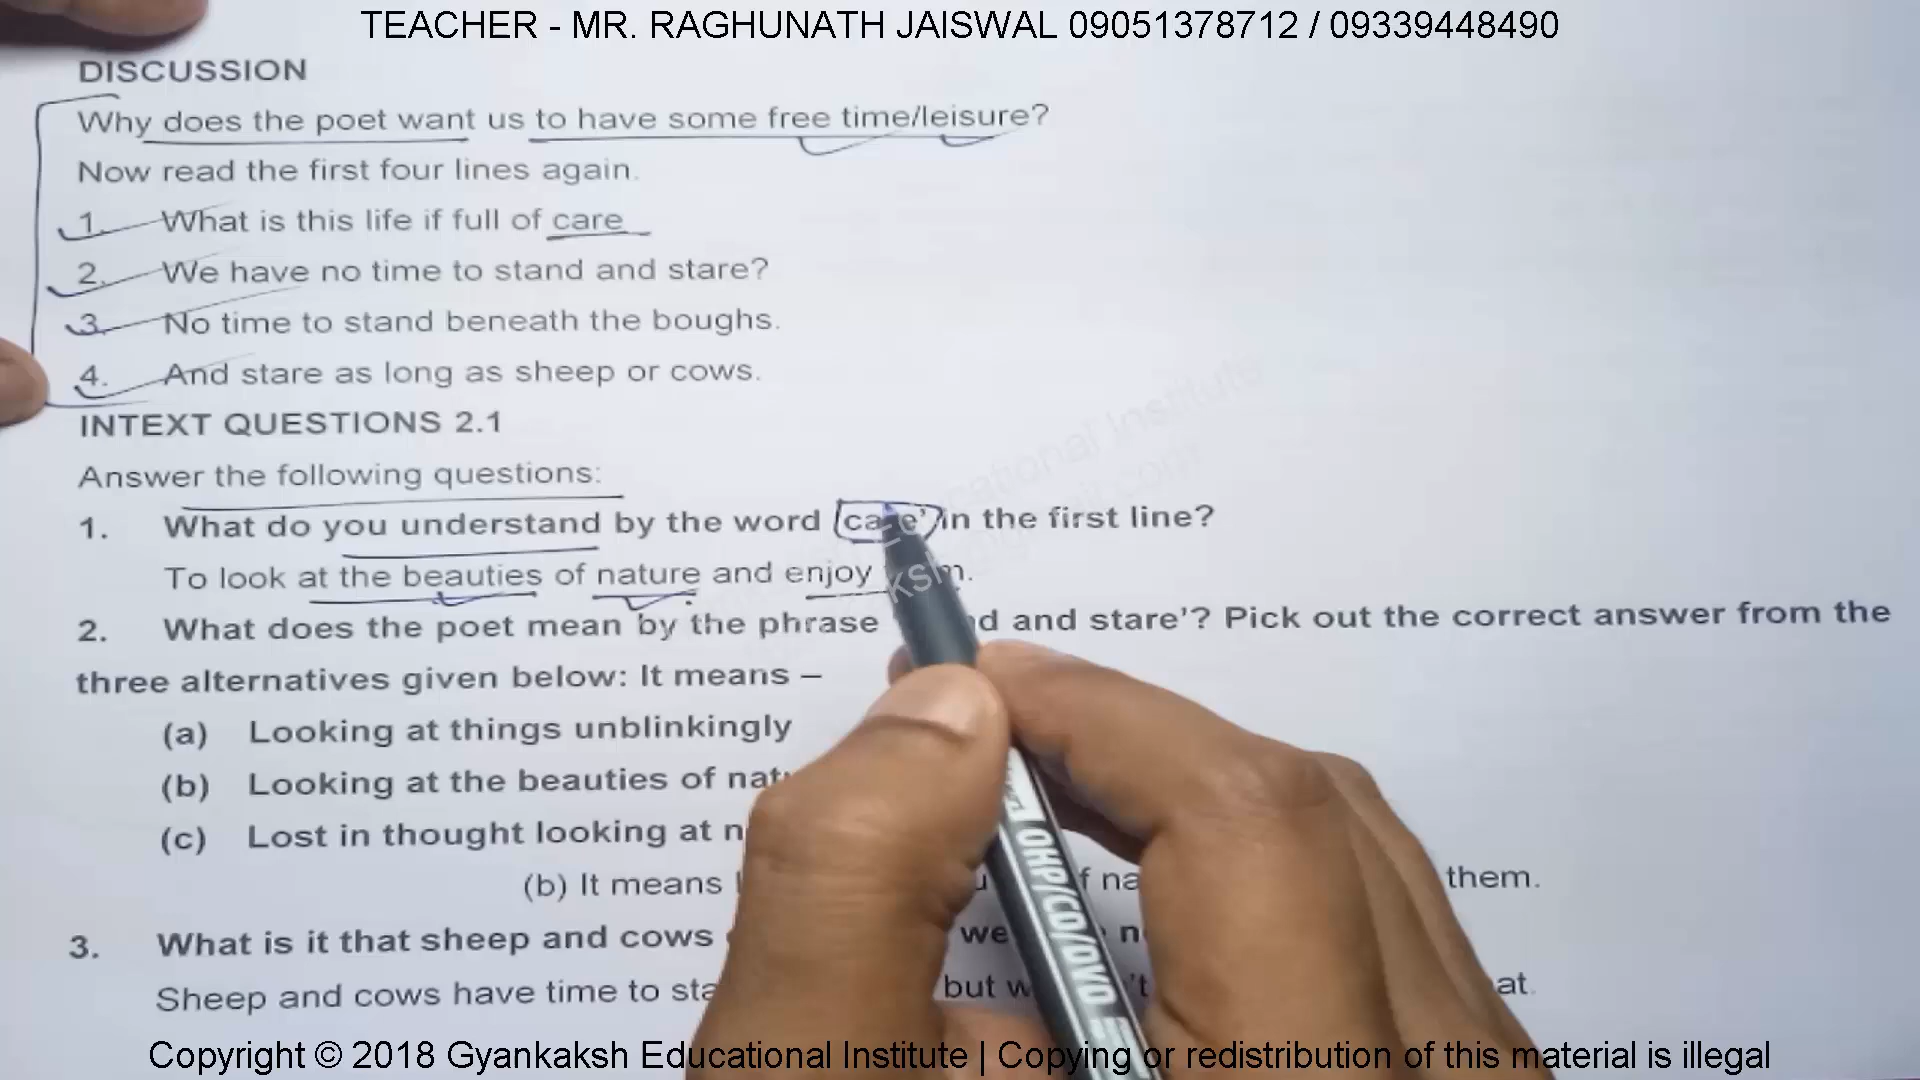 TEACHER - MR. RAGHUNATH JAISWAL 09051378712 / 09339448490
DISCUSSION
Why does the poet want us to have some free time/leisure?
Now read the first four lines again.
1. What is this life if full of care
2. We have no time to stand and stare?
3. No time to stand beneath the boughs.
4. And stare as long as sheep or cows.
INTEXT QUESTIONS 2.1
Answer the following questions:
1. What do you understand by the word 'care' in the first line?
To look at the beauties of nature and enjoy
2. What does the poet mean by the phrase and stare'? Pick out the correct answer from the
three alternatives given below: It means –
(a) Looking at things unblinkingly
(b) Looking at the beauties of
(c) Lost in thought looking at
(b) It means them.
3. What is it that sheep and cows we
Sheep and cows have time to but
Copyright © 2018 Gyankaksh Educational Institute | Copying or redistribution of this material is illegal